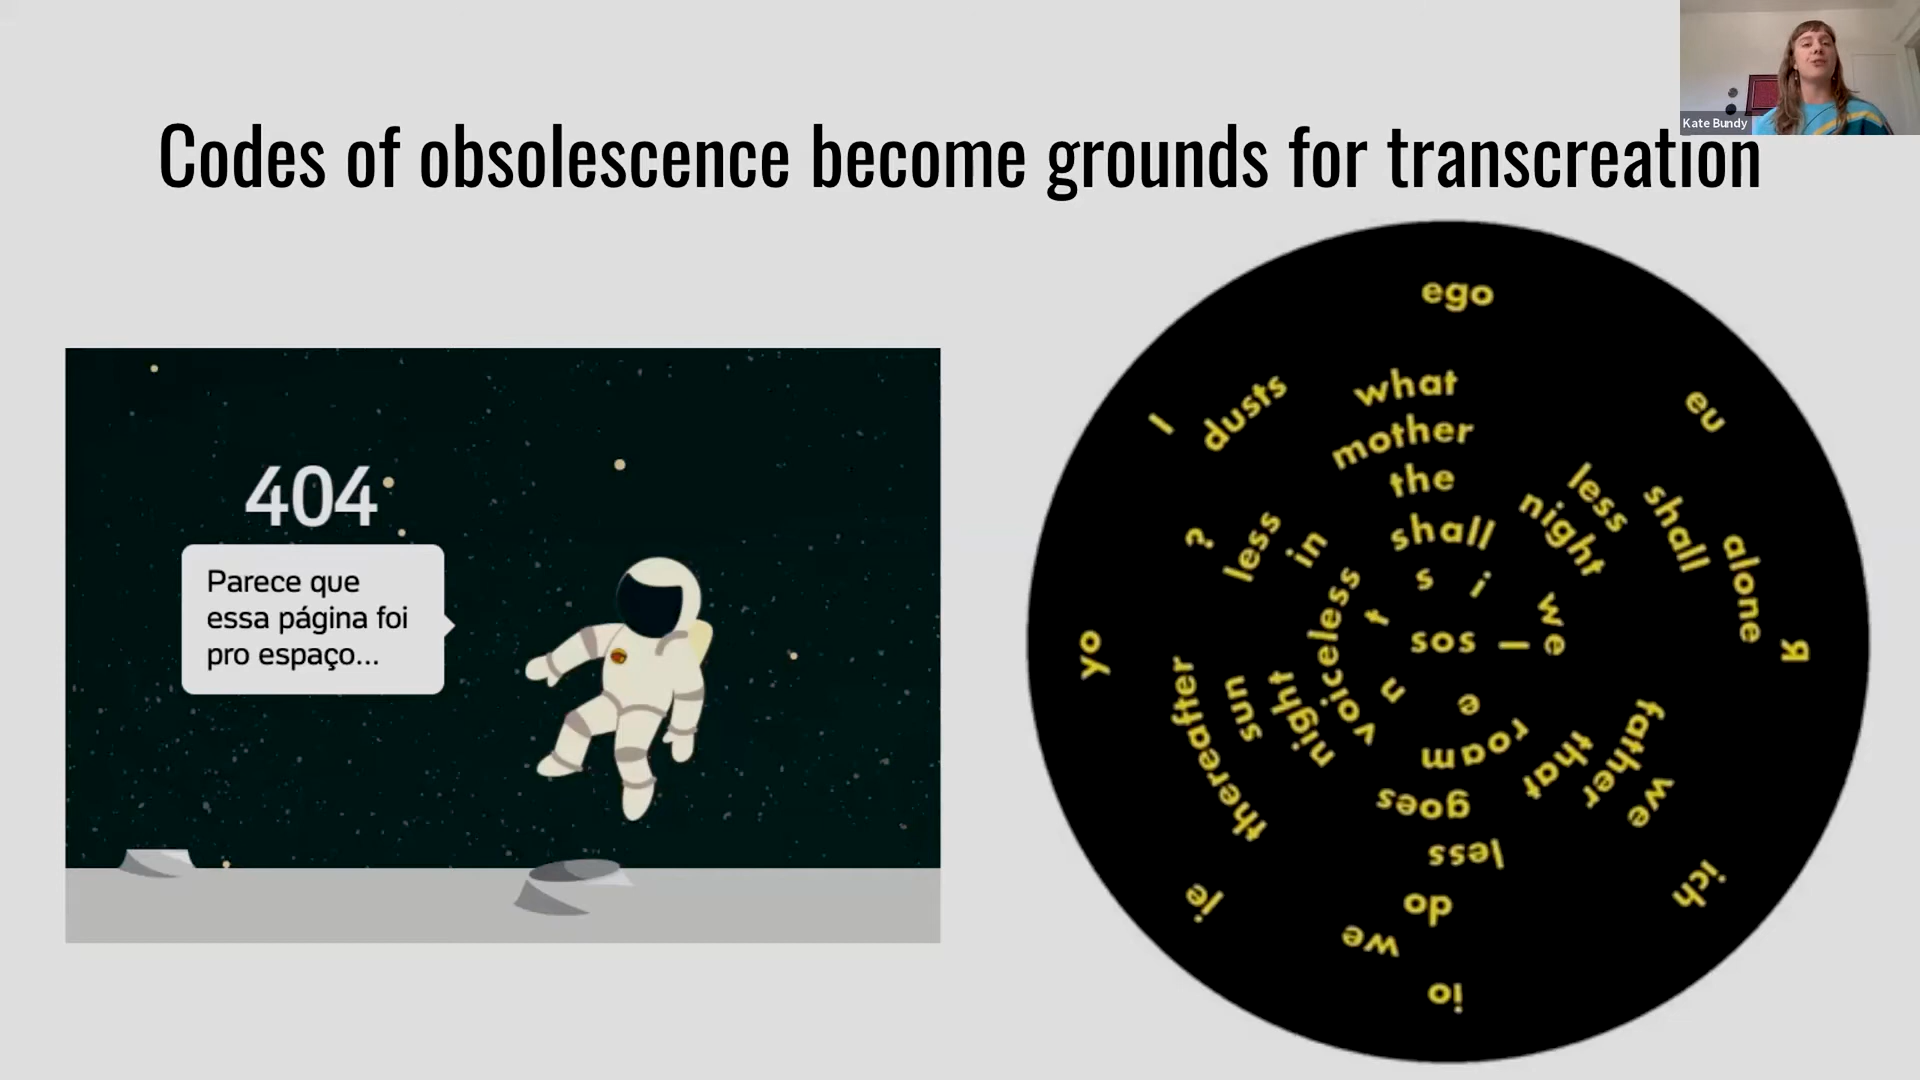 Kate Bundy
Codes of obsolescence become grounds for transcreation
404
Parece que
essa página foi
pro espaço...
ego
eu
Я
ich
io
je
yo
I
what
mother
the
shall
s i
less
night
shall
alone
we
I
sos
father
that
we
roam
e
goes
less
do
we
n
t
voiceless
night
sun
thereafter
in
less
?
dusts